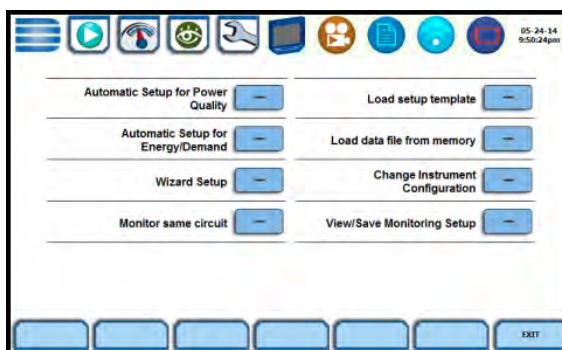 05-24-14
9:50:24pm
Automatic Setup for Power
Quality
Load setup template
Automatic Setup for
Energy/Demand
Load data file from memory
Wizard Setup
Change Instrument
Configuration
Monitor same circuit
View/Save Monitoring Setup
EXIT